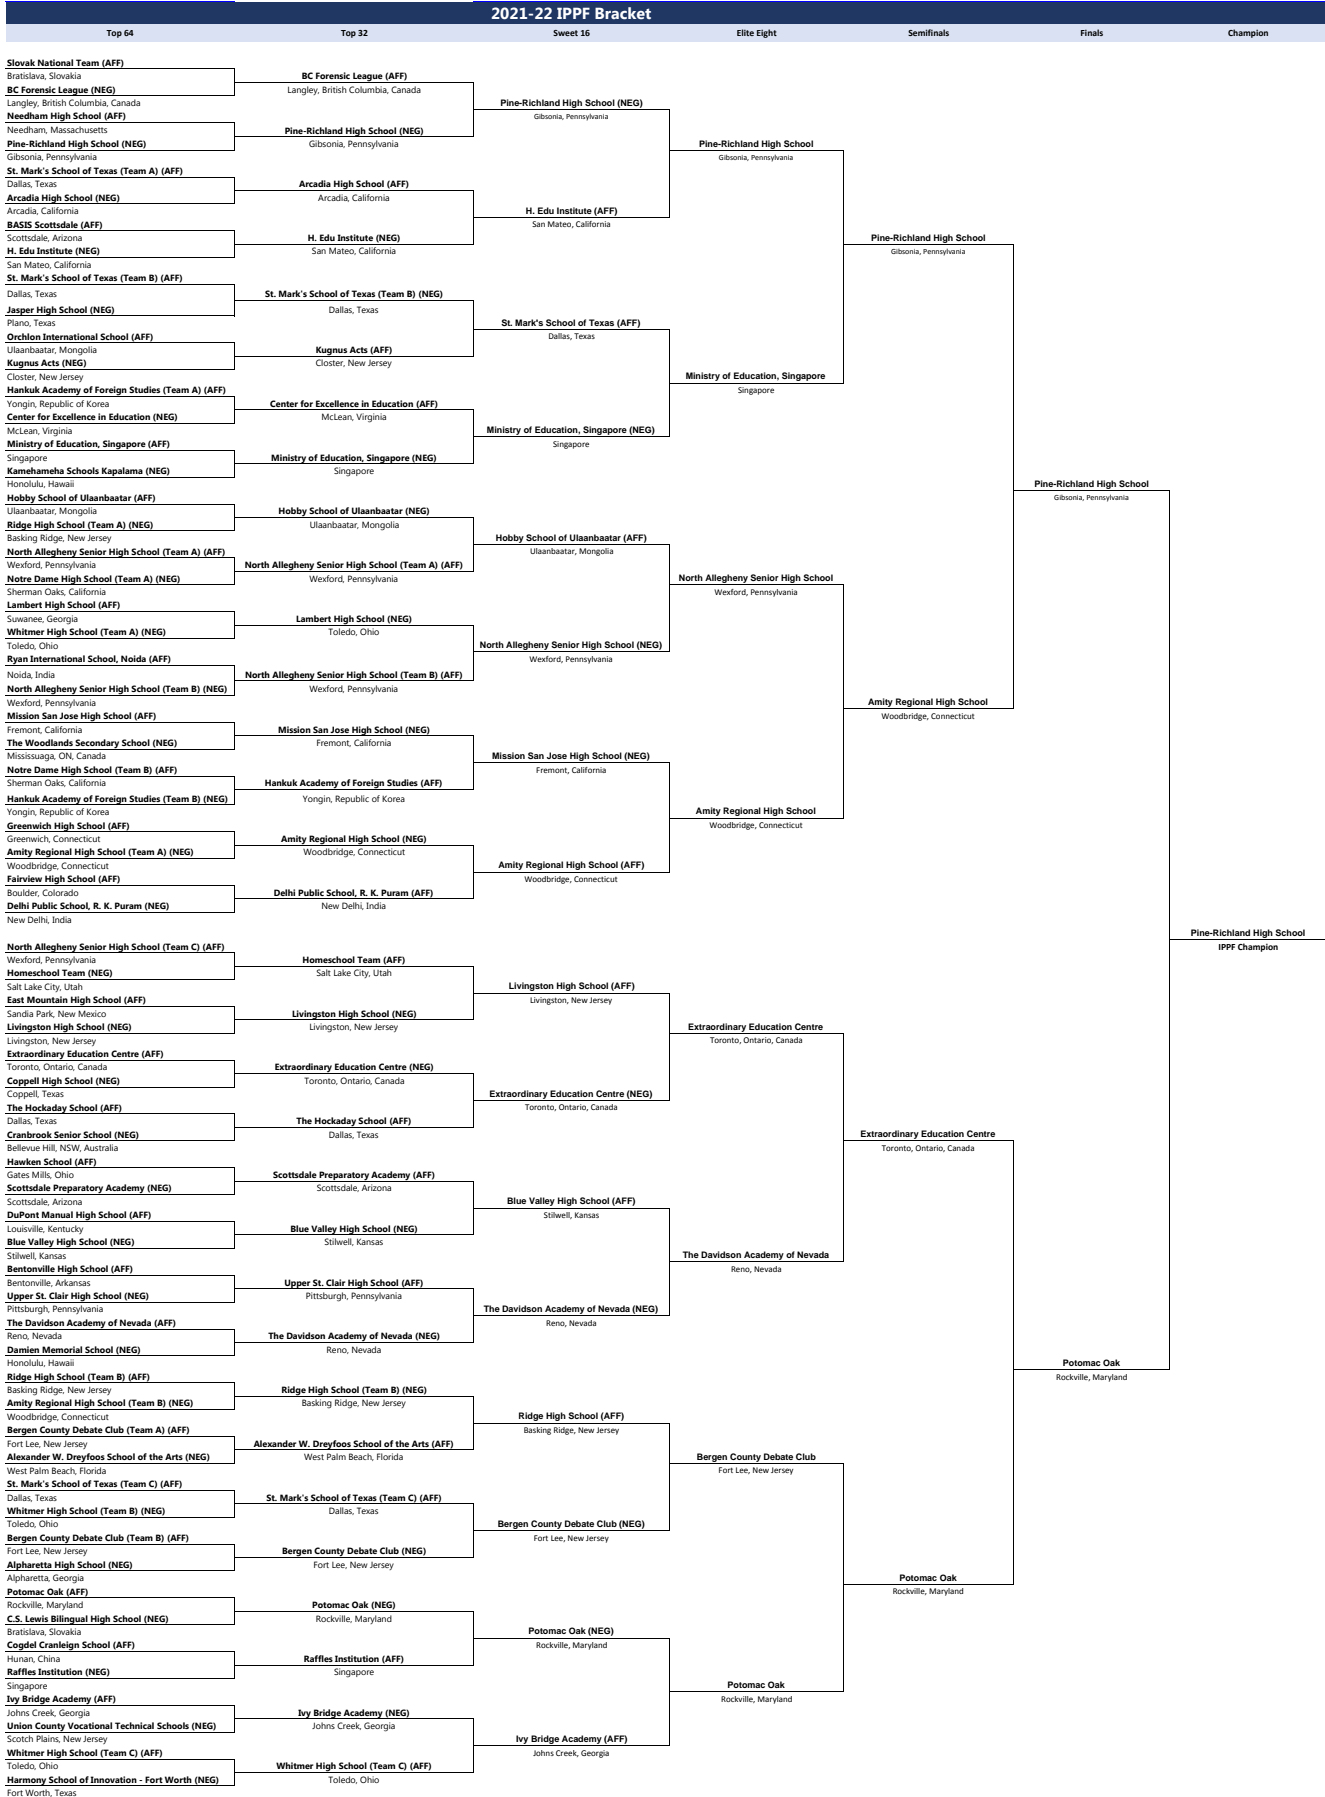 2021-22 IPPF Bracket
Top 64
Top 32
Sweet 16
Elite Eight
Semifinals
Finals
Champion
Slovak National Team (AFF)
Bratislava, Slovakia
BC Forensic League (NEG)
Langley, British Columbia, Canada
Needham High School (AFF)
Needham, Massachusetts
Pine-Richland High School (NEG)
Gibsonia, Pennsylvania
St. Mark's School of Texas (Team A) (AFF)
Dallas, Texas
Arcadia High School (NEG)
Arcadia, California
BASIS Scottsdale (AFF)
Scottsdale, Arizona
H. Edu Institute (NEG)
San Mateo, California
St. Mark's School of Texas (Team B) (AFF)
Dallas, Texas
Jasper High School (NEG)
Plano, Texas
Orchlon International School (AFF)
Ulaanbaatar, Mongolia
Kugnus Acts (NEG)
Closter, New Jersey
Hankuk Academy of Foreign Studies (Team A) (AFF)
Yongin, Republic of Korea
Center for Excellence in Education (NEG)
McLean, Virginia
Ministry of Education, Singapore (AFF)
Singapore
Kamehameha Schools Kapalama (NEG)
Honolulu, Hawaii
Hobby School of Ulaanbaatar (AFF)
Ulaanbaatar, Mongolia
Ridge High School (Team A) (NEG)
Basking Ridge, New Jersey
North Allegheny Senior High School (Team A) (AFF)
Wexford, Pennsylvania
Notre Dame High School (Team A) (NEG)
Sherman Oaks, California
Lambert High School (AFF)
Suwanee, Georgia
Whitmer High School (Team A) (NEG)
Toledo, Ohio
Ryan International School, Noida (AFF)
Noida, India
North Allegheny Senior High School (Team B) (NEG)
Wexford, Pennsylvania
Mission San Jose High School (AFF)
Fremont, California
The Woodlands Secondary School (NEG)
Mississuaga, ON, Canada
Notre Dame High School (Team B) (AFF)
Sherman Oaks, California
Hankuk Academy of Foreign Studies (Team B) (NEG)
Yongin, Republic of Korea
Greenwich High School (AFF)
Greenwich, Connecticut
Amity Regional High School (Team A) (NEG)
Woodbridge, Connecticut
Fairview High School (AFF)
Boulder, Colorado
Delhi Public School, R. K. Puram (NEG)
New Delhi, India
North Allegheny Senior High School (Team C) (AFF)
Wexford, Pennsylvania
Homeschool Team (NEG)
Salt Lake City, Utah
East Mountain High School (AFF)
Sandia Park, New Mexico
Livingston High School (NEG)
Livingston, New Jersey
Extraordinary Education Centre (AFF)
Toronto, Ontario, Canada
Coppell High School (NEG)
Coppell, Texas
The Hockaday School (AFF)
Dallas, Texas
Cranbrook Senior School (NEG)
Bellevue Hill, NSW, Australia
Hawken School (AFF)
Gates Mills, Ohio
Scottsdale Preparatory Academy (NEG)
Scottsdale, Arizona
DuPont Manual High School (AFF)
Louisville, Kentucky
Blue Valley High School (NEG)
Stilwell, Kansas
Bentonville High School (AFF)
Bentonville, Arkansas
Upper St. Clair High School (NEG)
Pittsburgh, Pennsylvania
The Davidson Academy of Nevada (AFF)
Reno, Nevada
Damien Memorial School (NEG)
Honolulu, Hawaii
Ridge High School (Team B) (AFF)
Basking Ridge, New Jersey
Amity Regional High School (Team B) (NEG)
Woodbridge, Connecticut
Bergen County Debate Club (Team A) (AFF)
Fort Lee, New Jersey
Alexander W. Dreyfoos School of the Arts (NEG)
West Palm Beach, Florida
St. Mark's School of Texas (Team C) (AFF)
Dallas, Texas
Whitmer High School (Team B) (NEG)
Toledo, Ohio
Bergen County Debate Club (Team B) (AFF)
Fort Lee, New Jersey
Alpharetta High School (NEG)
Alpharetta, Georgia
Potomac Oak (AFF)
Rockville, Maryland
C.S. Lewis Bilingual High School (NEG)
Bratislava, Slovakia
Cogdel Cranleign School (AFF)
Hunan, China
Raffles Institution (NEG)
Singapore
Ivy Bridge Academy (AFF)
Johns Creek, Georgia
Union County Vocational Technical Schools (NEG)
Scotch Plains, New Jersey
Whitmer High School (Team C) (AFF)
Toledo, Ohio
Harmony School of Innovation - Fort Worth (NEG)
Fort Worth, Texas
BC Forensic League (AFF)
Langley, British Columbia, Canada
Pine-Richland High School (NEG)
Gibsonia, Pennsylvania
Arcadia High School (AFF)
Arcadia, California
H. Edu Institute (NEG)
San Mateo, California
St. Mark's School of Texas (Team B) (NEG)
Dallas, Texas
Kugnus Acts (AFF)
Closter, New Jersey
Center for Excellence in Education (AFF)
McLean, Virginia
Ministry of Education, Singapore (NEG)
Singapore
Hobby School of Ulaanbaatar (NEG)
Ulaanbaatar, Mongolia
North Allegheny Senior High School (Team A) (AFF)
Wexford, Pennsylvania
Lambert High School (NEG)
Toledo, Ohio
North Allegheny Senior High School (Team B) (AFF)
Wexford, Pennsylvania
Mission San Jose High School (NEG)
Fremont, California
Hankuk Academy of Foreign Studies (AFF)
Yongin, Republic of Korea
Amity Regional High School (NEG)
Woodbridge, Connecticut
Delhi Public School, R. K. Puram (AFF)
New Delhi, India
Homeschool Team (AFF)
Salt Lake City, Utah
Livingston High School (NEG)
Livingston, New Jersey
Extraordinary Education Centre (NEG)
Toronto, Ontario, Canada
The Hockaday School (AFF)
Dallas, Texas
Scottsdale Preparatory Academy (AFF)
Scottsdale, Arizona
Blue Valley High School (NEG)
Stilwell, Kansas
Upper St. Clair High School (AFF)
Pittsburgh, Pennsylvania
The Davidson Academy of Nevada (NEG)
Reno, Nevada
Ridge High School (Team B) (NEG)
Basking Ridge, New Jersey
Alexander W. Dreyfoos School of the Arts (AFF)
West Palm Beach, Florida
St. Mark's School of Texas (Team C) (AFF)
Dallas, Texas
Bergen County Debate Club (NEG)
Fort Lee, New Jersey
Potomac Oak (NEG)
Rockville, Maryland
Raffles Institution (AFF)
Singapore
Ivy Bridge Academy (NEG)
Johns Creek, Georgia
Whitmer High School (Team C) (AFF)
Toledo, Ohio
Pine-Richland High School (NEG)
Gibsonia, Pennsylvania
H. Edu Institute (AFF)
San Mateo, California
St. Mark's School of Texas (AFF)
Dallas, Texas
Ministry of Education, Singapore (NEG)
Singapore
Hobby School of Ulaanbaatar (AFF)
Ulaanbaatar, Mongolia
North Allegheny Senior High School (NEG)
Wexford, Pennsylvania
Mission San Jose High School (NEG)
Fremont, California
Amity Regional High School (AFF)
Woodbridge, Connecticut
Livingston High School (AFF)
Livingston, New Jersey
Extraordinary Education Centre (NEG)
Toronto, Ontario, Canada
Blue Valley High School (AFF)
Stilwell, Kansas
The Davidson Academy of Nevada (NEG)
Reno, Nevada
Ridge High School (AFF)
Basking Ridge, New Jersey
Bergen County Debate Club (NEG)
Fort Lee, New Jersey
Potomac Oak (NEG)
Rockville, Maryland
Ivy Bridge Academy (AFF)
Johns Creek, Georgia
Pine-Richland High School
Gibsonia, Pennsylvania
Ministry of Education, Singapore
Singapore
North Allegheny Senior High School
Wexford, Pennsylvania
Amity Regional High School
Woodbridge, Connecticut
Extraordinary Education Centre
Toronto, Ontario, Canada
The Davidson Academy of Nevada
Reno, Nevada
Bergen County Debate Club
Fort Lee, New Jersey
Potomac Oak
Rockville, Maryland
Pine-Richland High School
Gibsonia, Pennsylvania
Amity Regional High School
Woodbridge, Connecticut
Extraordinary Education Centre
Toronto, Ontario, Canada
Potomac Oak
Rockville, Maryland
Pine-Richland High School
Gibsonia, Pennsylvania
Potomac Oak
Rockville, Maryland
Pine-Richland High School
IPPF Champion